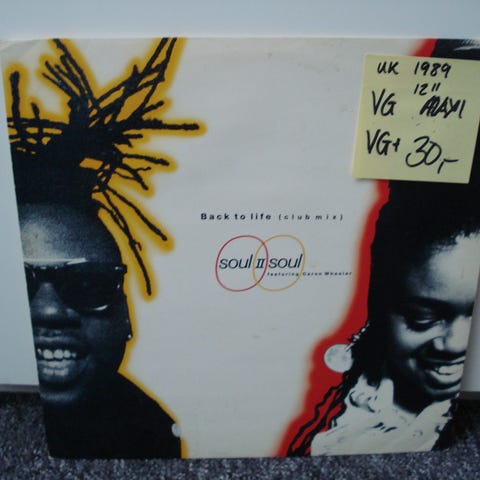 UK 1989
12"
VG MAXI
VG+ 30,-
Back to life (club mix)
soul II soul
featuring Caron Wheeler